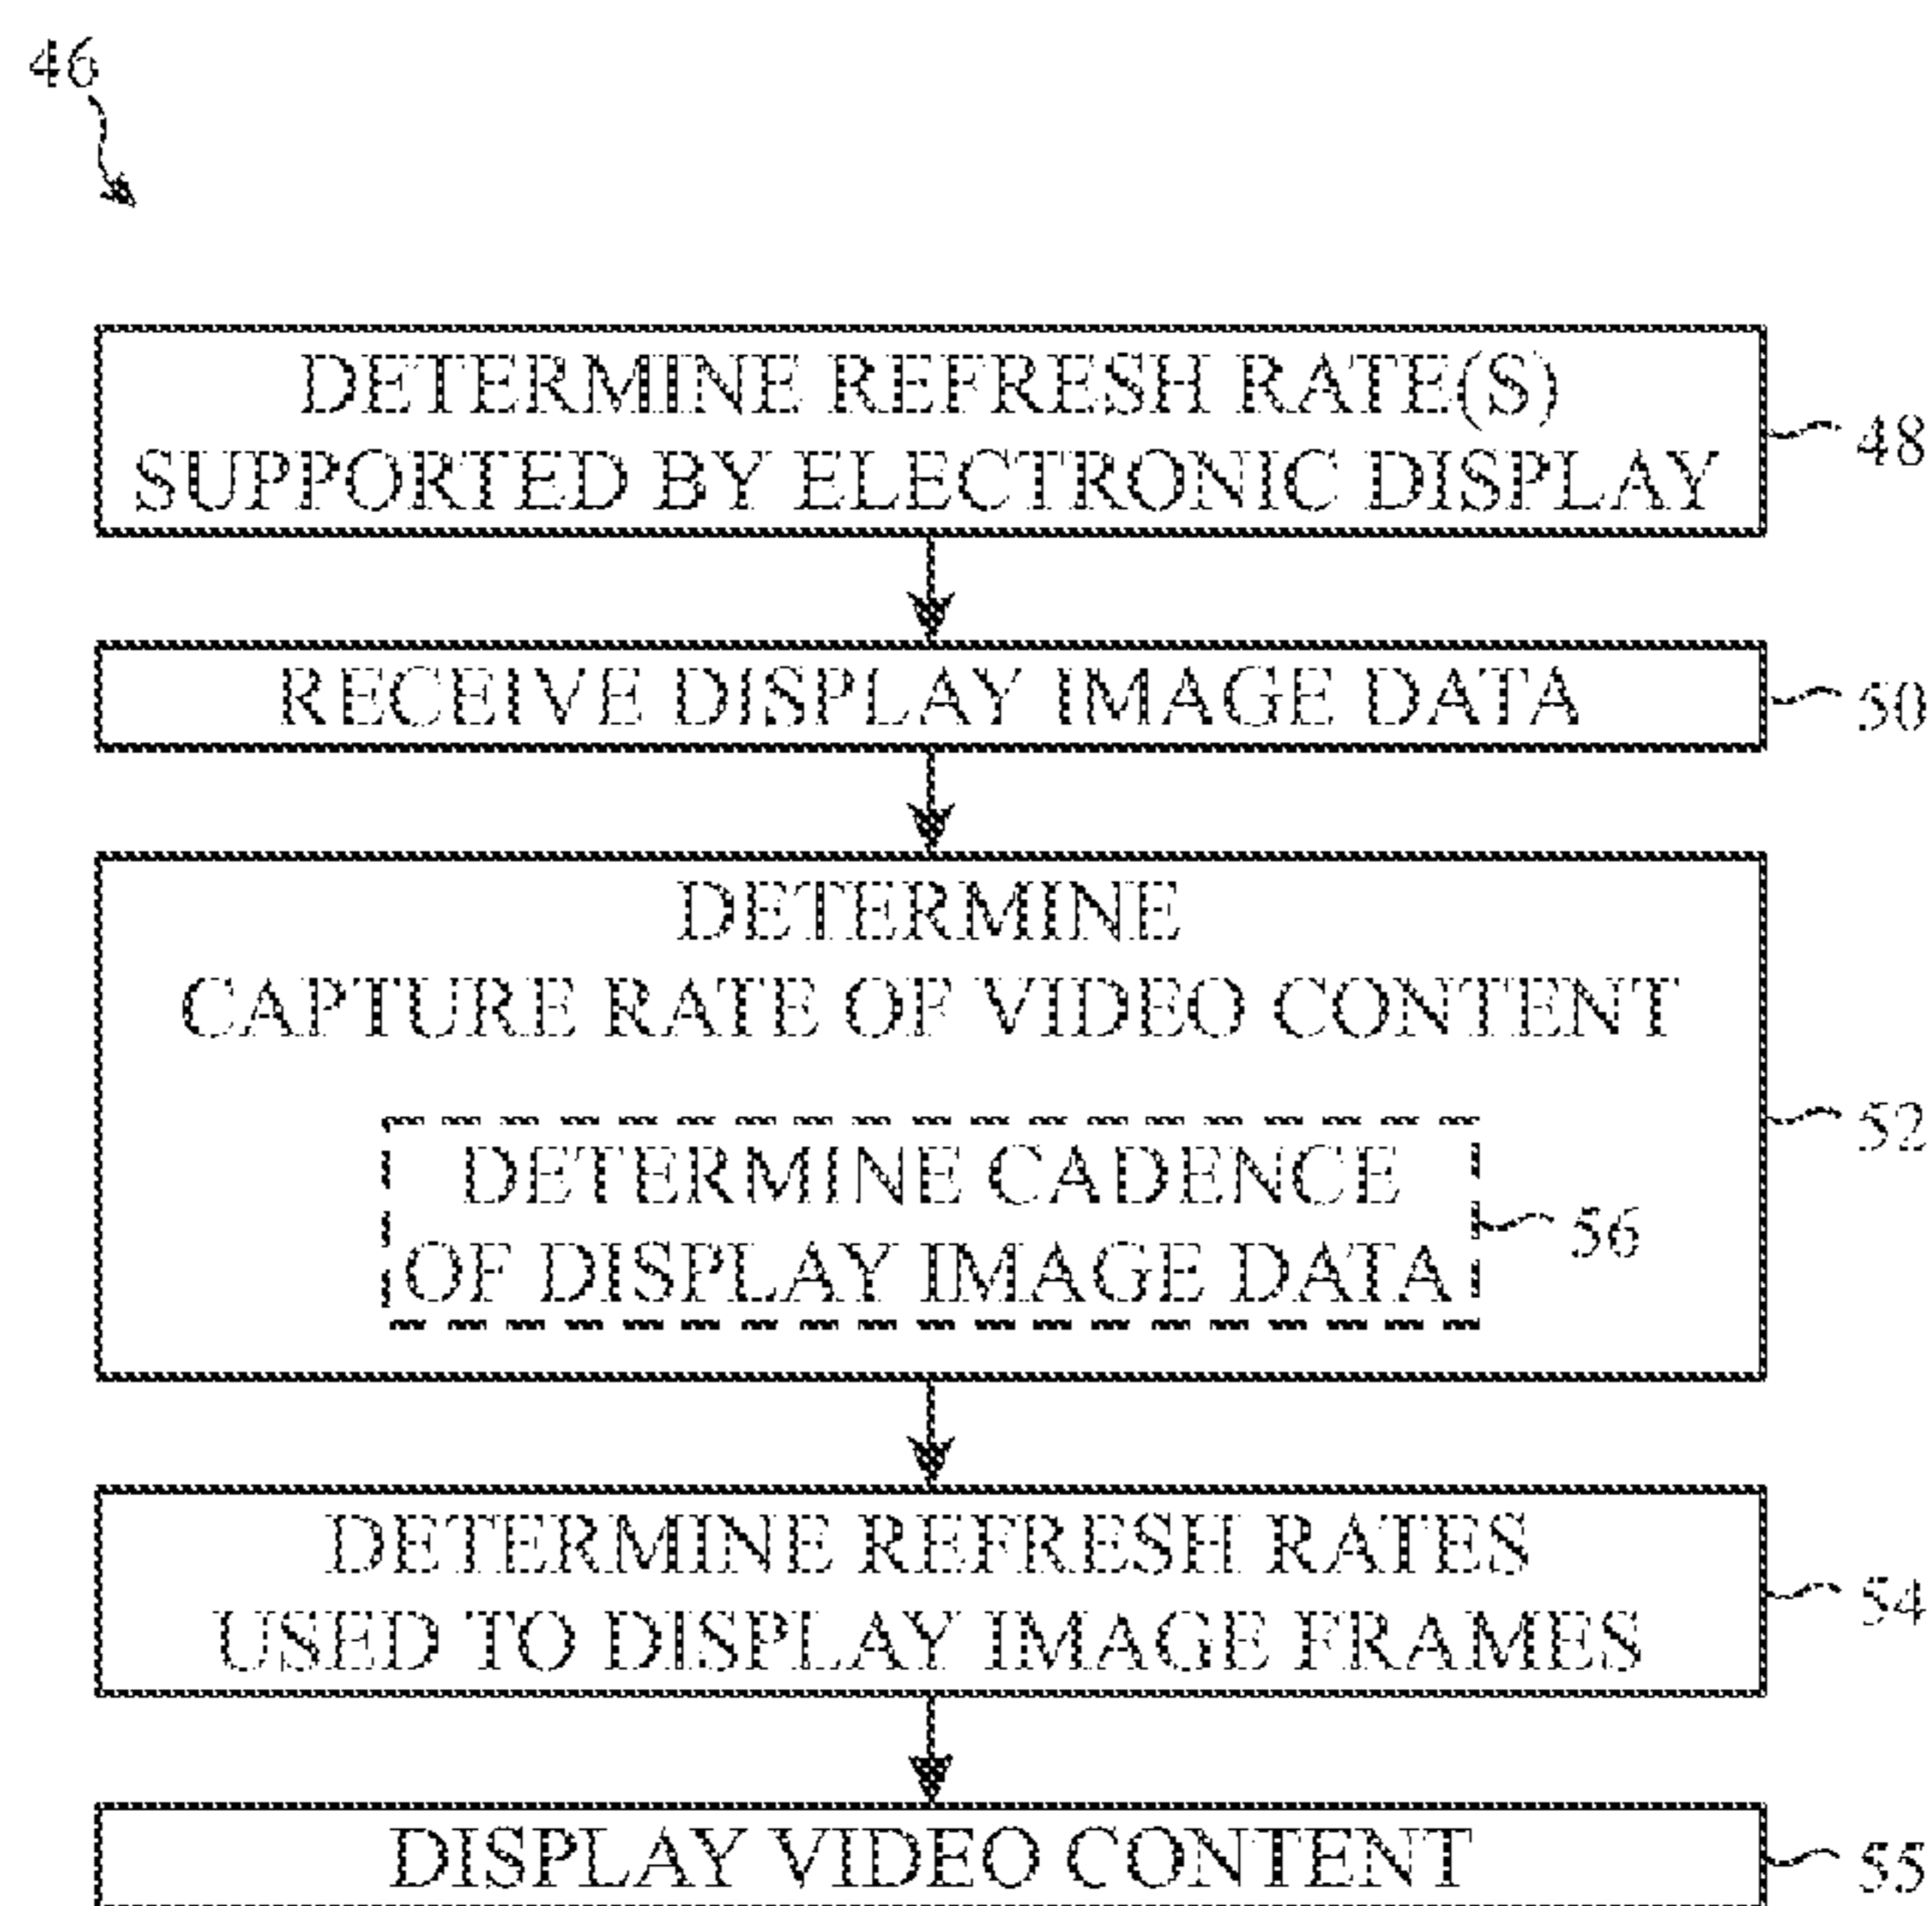 46
DETERMINE REFRESH RATE(S)
SUPPORTED BY ELECTRONIC DISPLAY
48
RECEIVE DISPLAY IMAGE DATA
50
DETERMINE
CAPTURE RATE OF VIDEO CONTENT
52
DETERMINE CADENCE
OF DISPLAY IMAGE DATA
56
DETERMINE REFRESH RATES
USED TO DISPLAY IMAGE FRAMES
54
DISPLAY VIDEO CONTENT
55